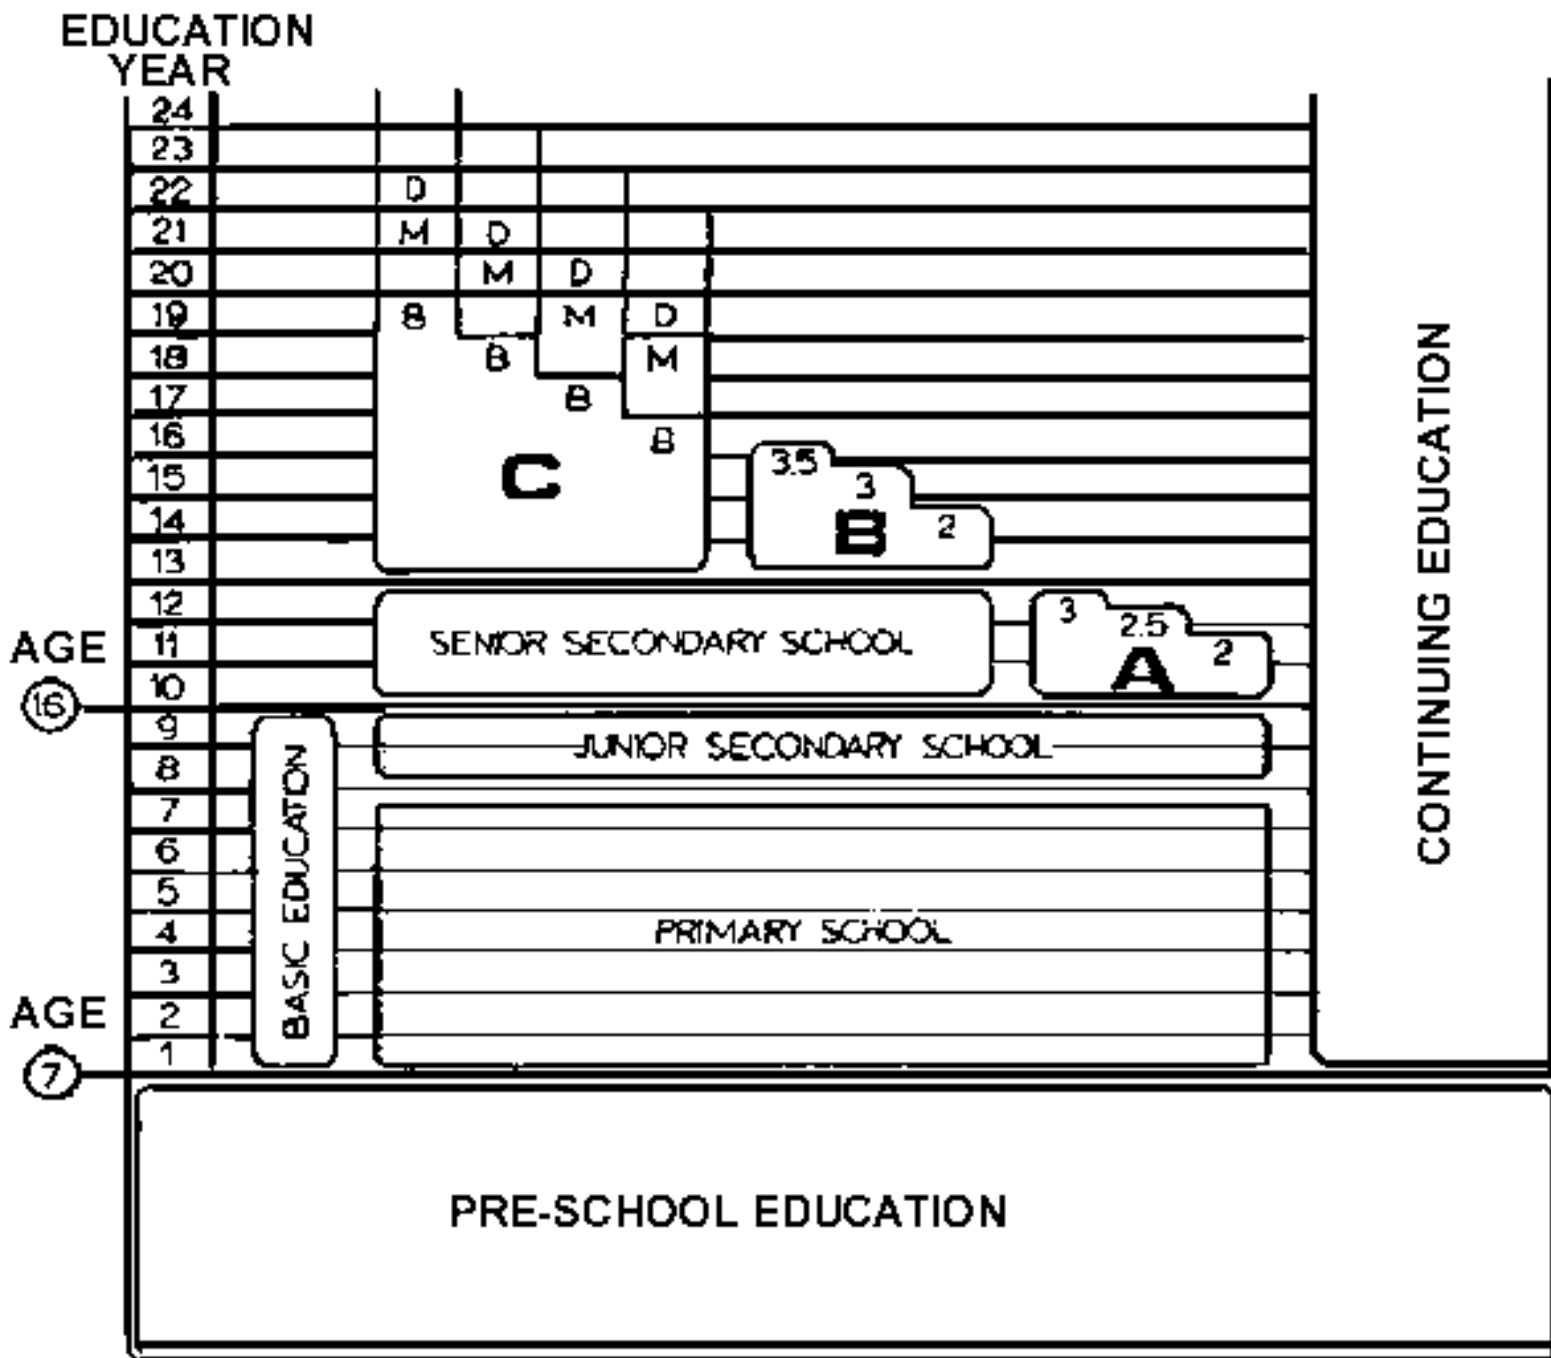 EDUCATION
YEAR
24
23
22 D
21 M D
20 M D
19 B M D
18 B M
17 B
16 B
C
3.5
15
3
14 B 2
13
12
3
2.5
AGE 11 SENIOR SECONDARY SCHOOL 2
A
10
16
9
JUNIOR SECONDARY SCHOOL
8
7
6
5
4 PRIMARY SCHOOL
3
AGE 2
1
7
BASIC EDUCATION
CONTINUING EDUCATION
PRE-SCHOOL EDUCATION